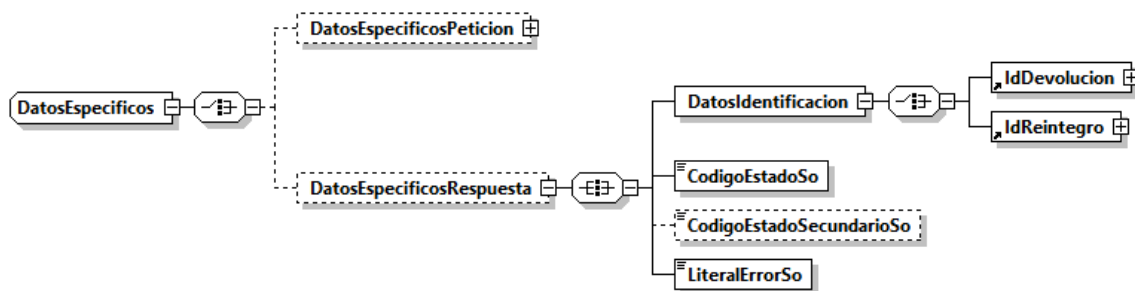 DatosEspecificosPeticion
DatosEspecificos
DatosIdentificacion
IdDevolucion
IdReintegro
DatosEspecificosRespuesta
CodigoEstadoSo
CodigoEstadoSecundarioSo
LiteralErrorSo